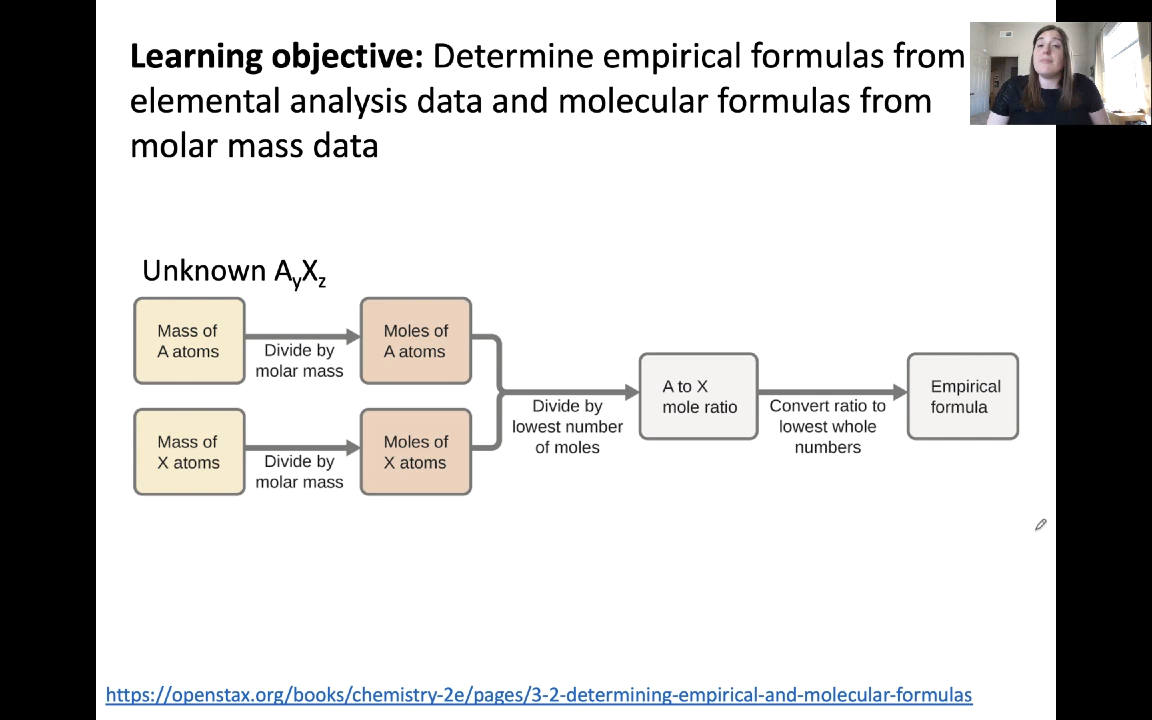 Learning objective: Determine empirical formulas from
elemental analysis data and molecular formulas from
molar mass data
Unknown AyXz
Mass of
A atoms
Divide by
molar mass
Moles of
A atoms
Mass of
X atoms
Divide by
molar mass
Moles of
X atoms
Divide by
lowest number
of moles
A to X
mole ratio
Convert ratio to
lowest whole
numbers
Empirical
formula
https://openstax.org/books/chemistry-2e/pages/3-2-determining-empirical-and-molecular-formulas